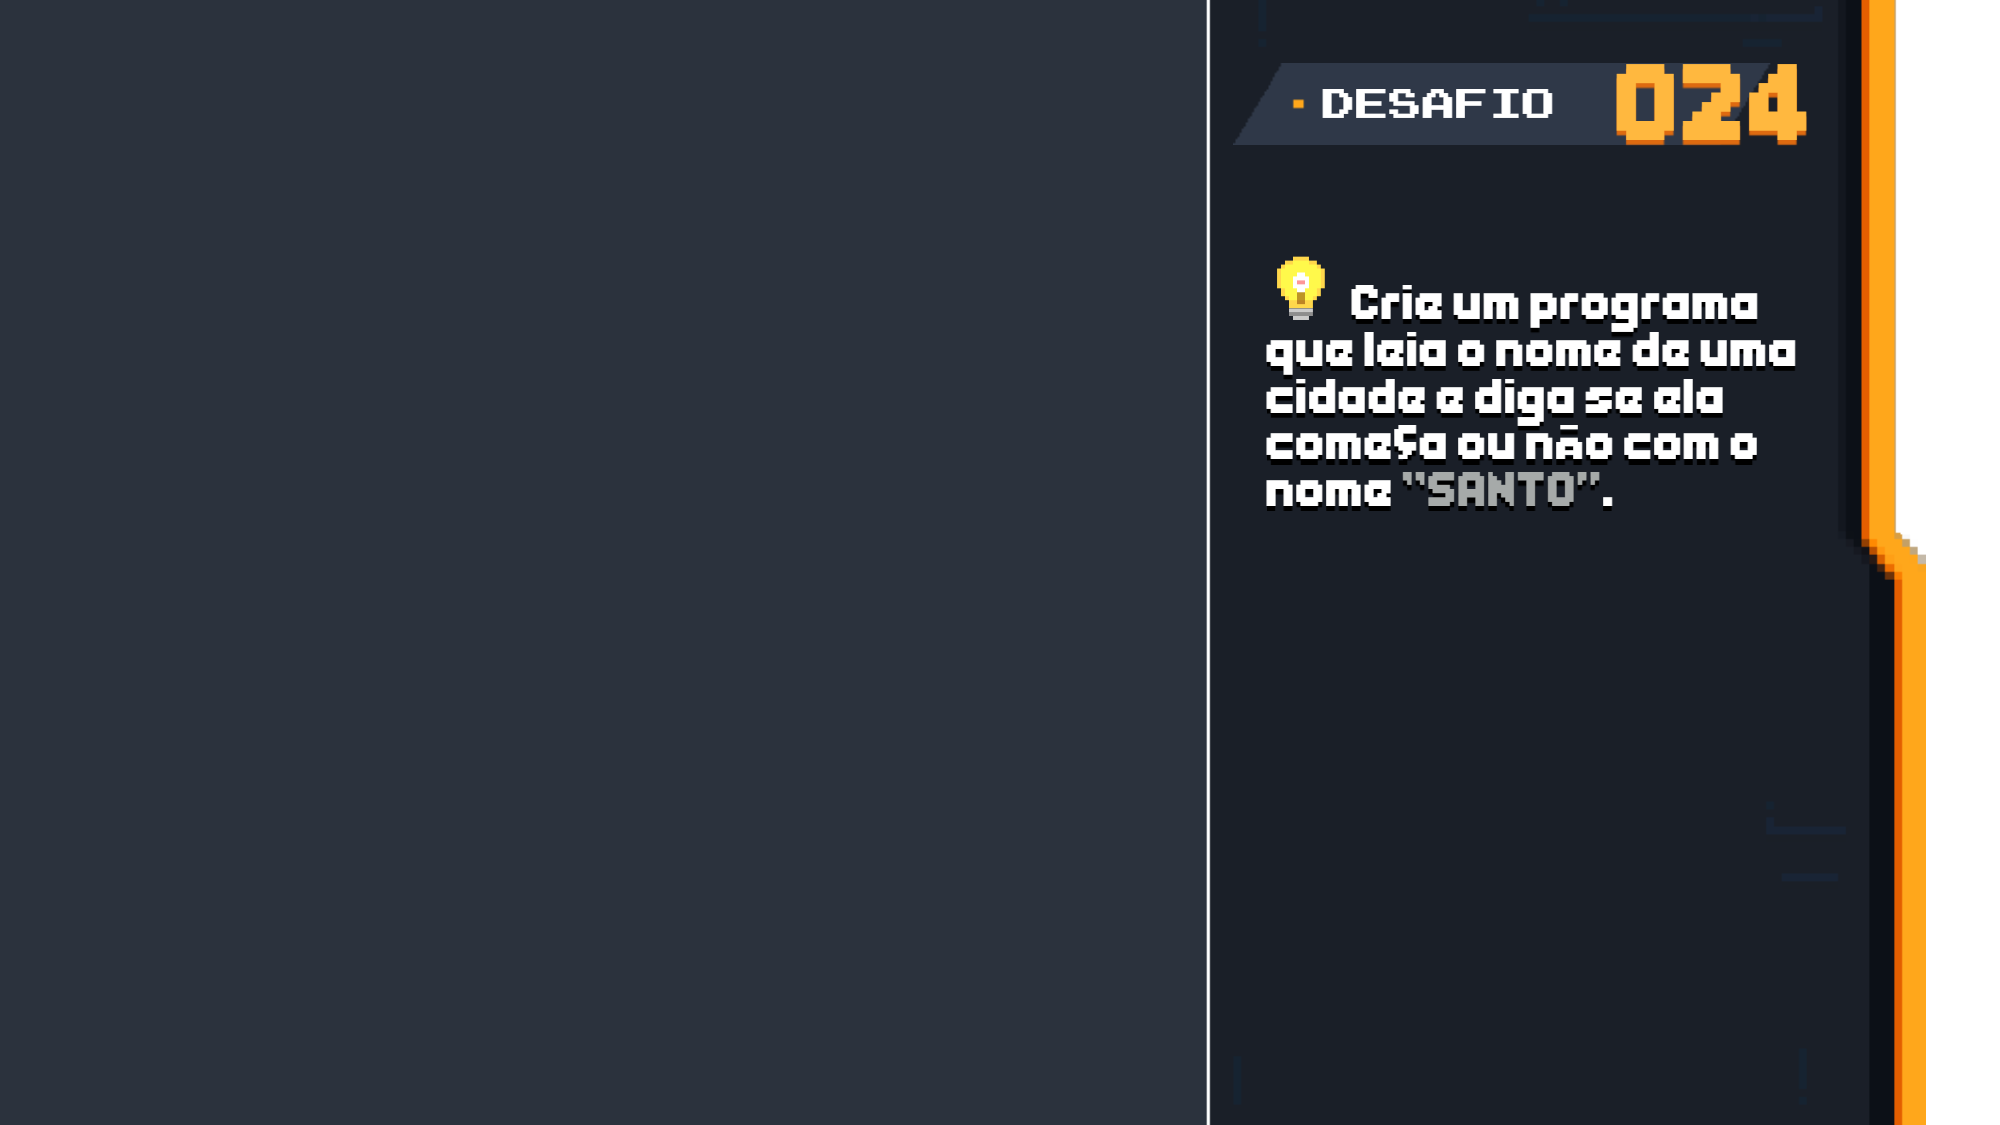 DESAFIO 024
Crie um programa
que leia o nome de uma
cidade e diga se ela
começa ou não com o
nome "SANTO".